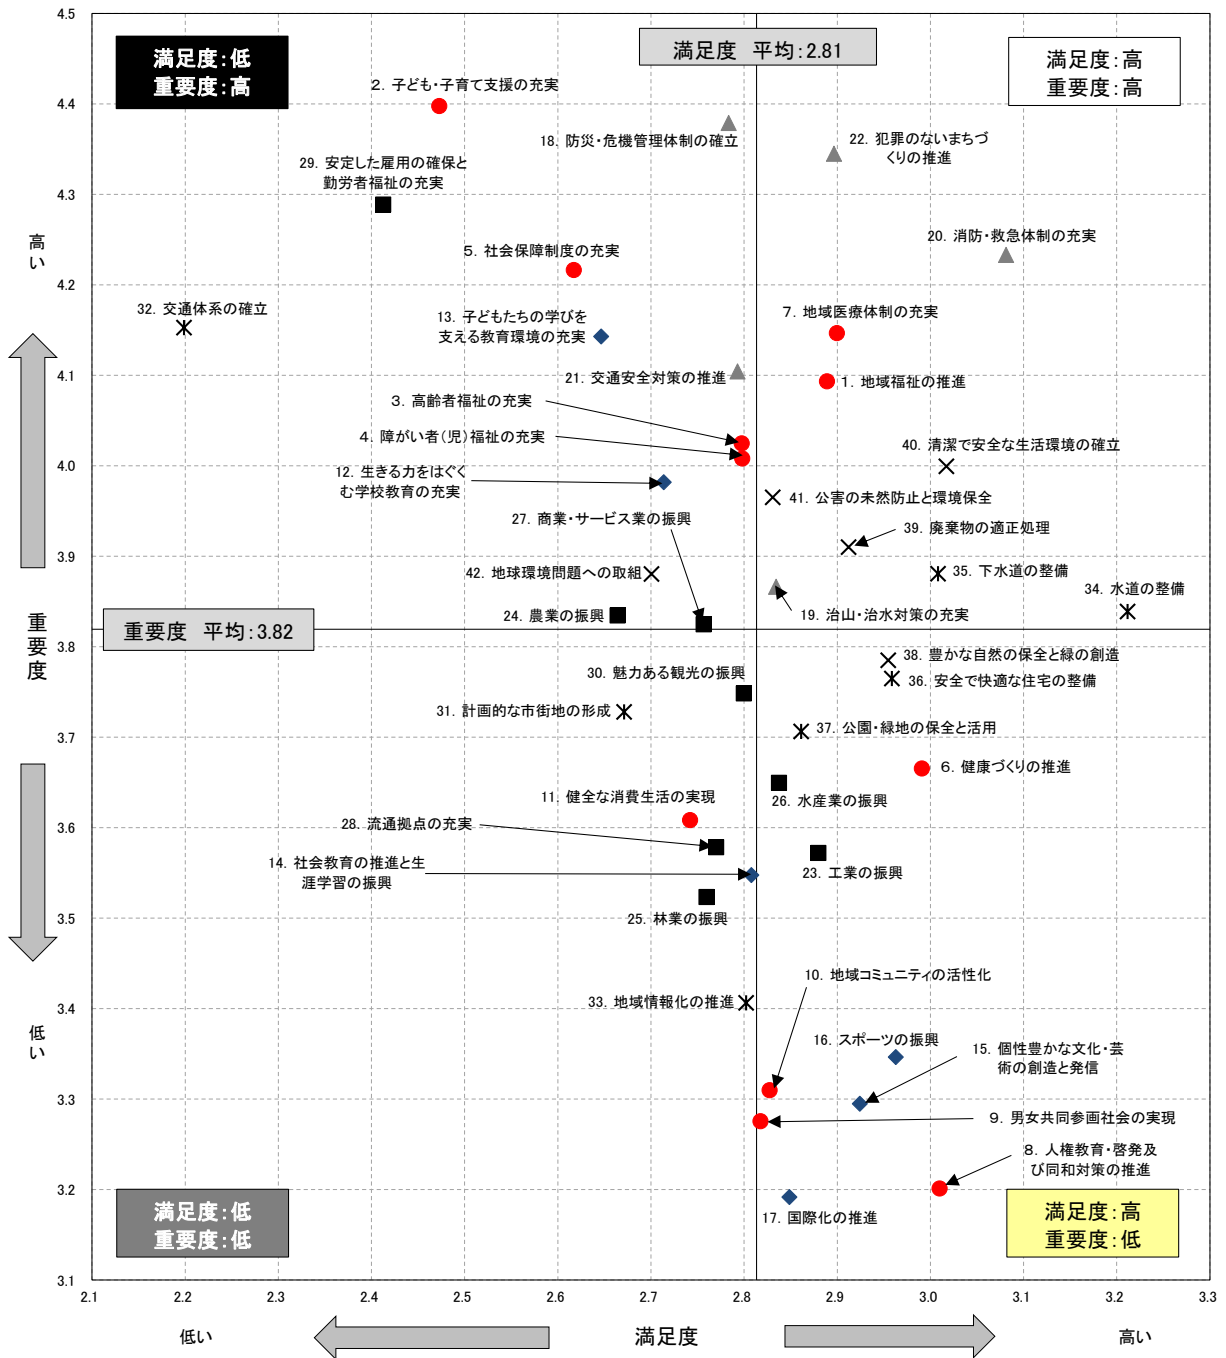 4.5
満足度:低
重要度:高
満足度 平均:2.81
満足度:高
重要度:高
2. 子ども・子育て支援の充実
4.4
18. 防災・危機管理体制の確立
22. 犯罪のないまちづ
くりの推進
29. 安定した雇用の確保と
勤労者福祉の充実
4.3
高い
5. 社会保障制度の充実
20. 消防・救急体制の充実
4.2
32. 交通体系の確立
13. 子どもたちの学びを
支える教育環境の充実
7. 地域医療体制の充実
4.1
21. 交通安全対策の推進
1. 地域福祉の推進
3. 高齢者福祉の充実
4. 障がい者(児)福祉の充実
40. 清潔で安全な生活環境の確立
4.0
12. 生きる力をはぐく
む学校教育の充実
41. 公害の未然防止と環境保全
27. 商業・サービス業の振興
39. 廃棄物の適正処理
3.9
42. 地球環境問題への取組
35. 下水道の整備
34. 水道の整備
24. 農業の振興
19. 治山・治水対策の充実
重要度
重要度 平均:3.82
3.8
38. 豊かな自然の保全と緑の創造
30. 魅力ある観光の振興
36. 安全で快適な住宅の整備
31. 計画的な市街地の形成
37. 公園・緑地の保全と活用
3.7
6. 健康づくりの推進
26. 水産業の振興
11. 健全な消費生活の実現
3.6
28. 流通拠点の充実
14. 社会教育の推進と生
涯学習の振興
23. 工業の振興
3.5
25. 林業の振興
10. 地域コミュニティの活性化
33. 地域情報化の推進
3.4
低い
16. スポーツの振興
15. 個性豊かな文化・芸
術の創造と発信
3.3
9. 男女共同参画社会の実現
8. 人権教育・啓発及
び同和対策の推進
3.2
17. 国際化の推進
満足度:低
重要度:低
満足度:高
重要度:低
3.1
2.1 2.2 2.3 2.4 2.5 2.6 2.7 2.8 2.9 3.0 3.1 3.2 3.3
低い 満足度 高い